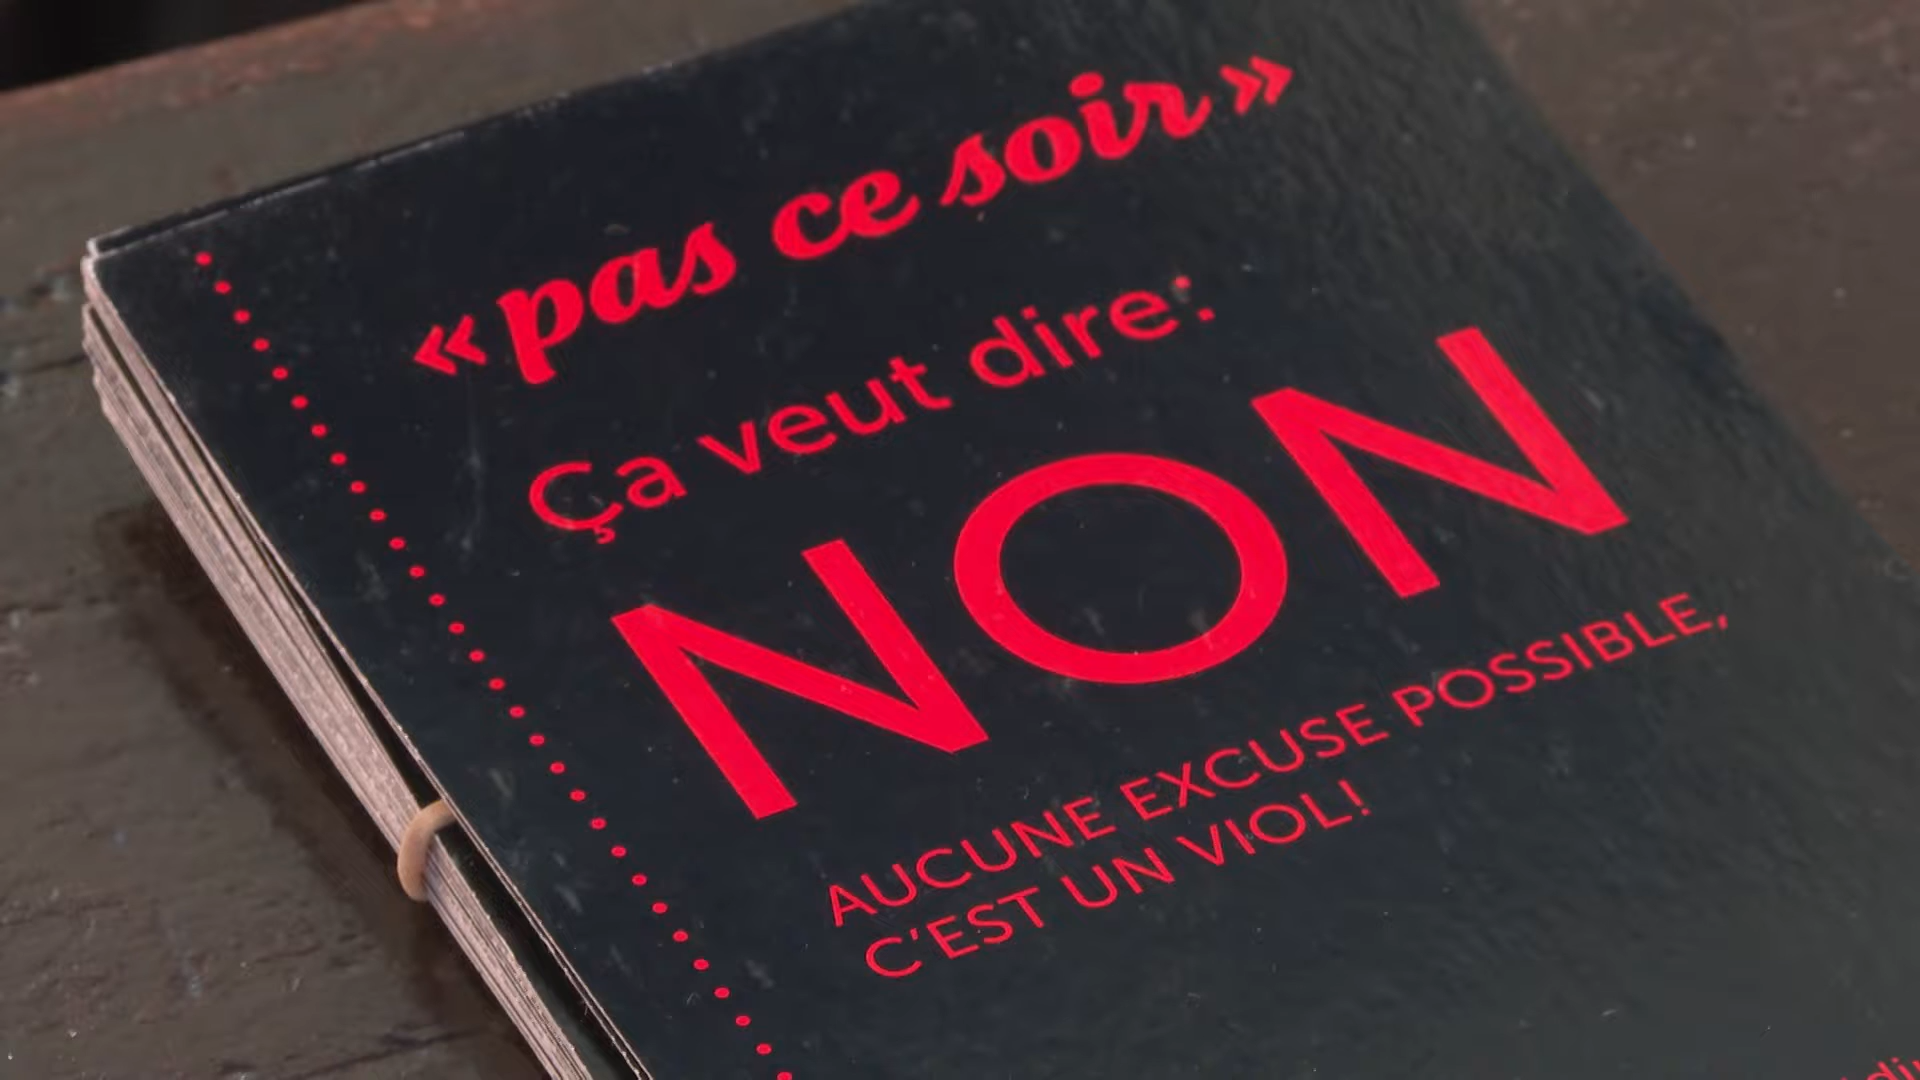 « pas ce soir »
Ça veut dire:
NON
AUCUNE EXCUSE POSSIBLE,
C'EST UN VIOL!